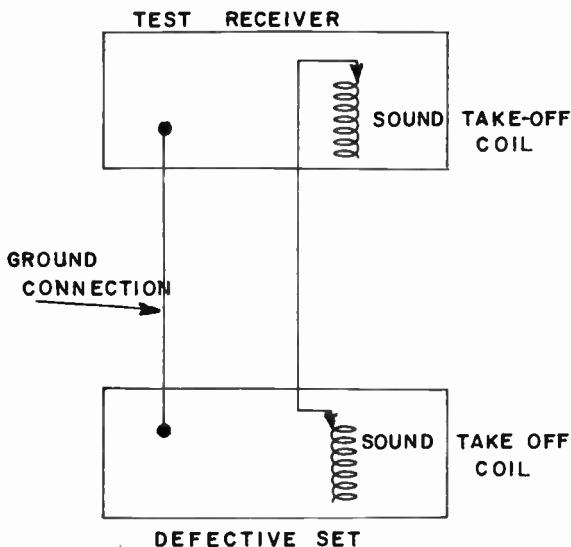 TEST RECEIVER
SOUND TAKE-OFF
COIL
GROUND
CONNECTION
SOUND TAKE OFF
COIL
DEFECTIVE SET